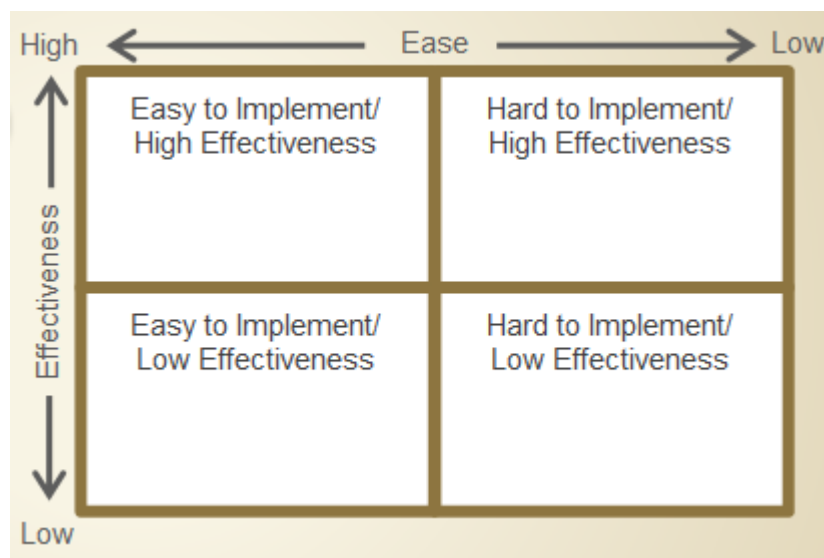 High
Ease
Low
Easy to Implement/
High Effectiveness
Hard to Implement/
High Effectiveness
Effectiveness
Easy to Implement/
Low Effectiveness
Hard to Implement/
Low Effectiveness
Low